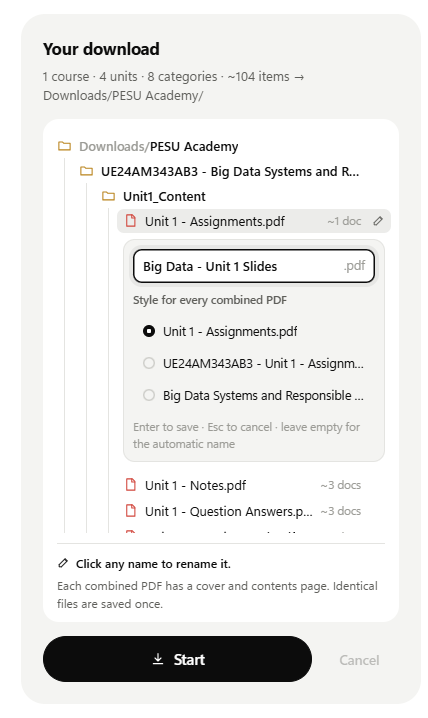 Your download
1 course · 4 units · 8 categories · ~104 items →
Downloads/PESU Academy/
Downloads/PESU Academy
UE24AM343AB3 - Big Data Systems and R...
Unit1_Content
Unit 1 - Assignments.pdf ~1 doc
Big Data - Unit 1 Slides .pdf
Style for every combined PDF
Unit 1 - Assignments.pdf
UE24AM343AB3 - Unit 1 - Assignm...
Big Data Systems and Responsible ...
Enter to save · Esc to cancel · leave empty for
the automatic name
Unit 1 - Notes.pdf ~3 docs
Unit 1 - Question Answers.p... ~3 docs
Click any name to rename it.
Each combined PDF has a cover and contents page. Identical
files are saved once.
Start Cancel